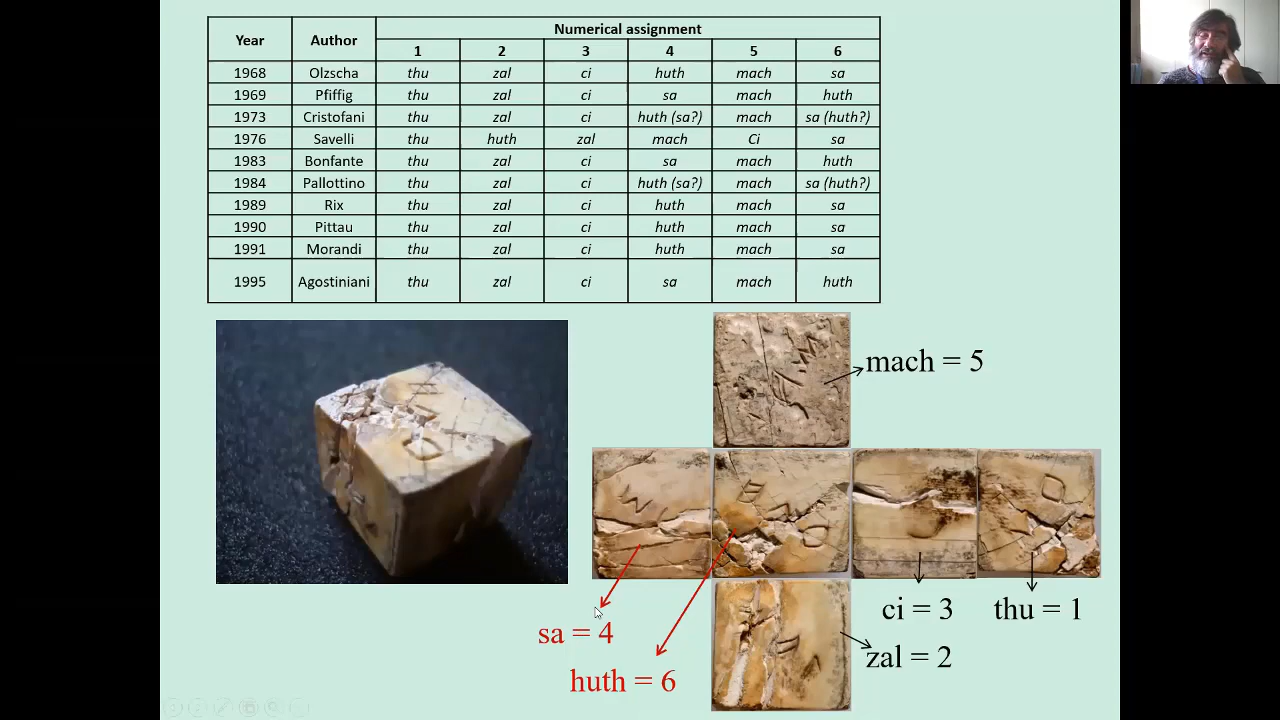 Year Author Numerical assignment
1 2 3 4 5 6
1968 Olzscha thu zal ci huth mach sa
1969 Pfiffig thu zal ci sa mach huth
1973 Cristofani thu zal ci huth (sa?) mach sa (huth?)
1976 Savelli thu huth zal mach Ci sa
1983 Bonfante thu zal ci sa mach huth
1984 Pallottino thu zal ci huth (sa?) mach sa (huth?)
1989 Rix thu zal ci huth mach sa
1990 Pittau thu zal ci huth mach sa
1991 Morandi thu zal ci huth mach sa
1995 Agostiniani thu zal ci sa mach huth
mach = 5
ci = 3
thu = 1
sa = 4
zal = 2
huth = 6